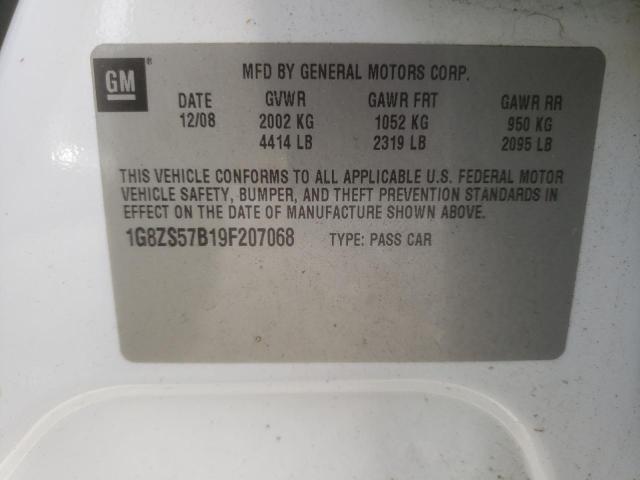 GM ® MFD BY GENERAL MOTORS CORP.
DATE GVWR GAWR FRT GAWR RR
12/08 2002 KG 1052 KG 950 KG
4414 LB 2319 LB 2095 LB
THIS VEHICLE CONFORMS TO ALL APPLICABLE U.S. FEDERAL MOTOR
VEHICLE SAFETY, BUMPER, AND THEFT PREVENTION STANDARDS IN
EFFECT ON THE DATE OF MANUFACTURE SHOWN ABOVE.
1G8ZS57B19F207068 TYPE: PASS CAR